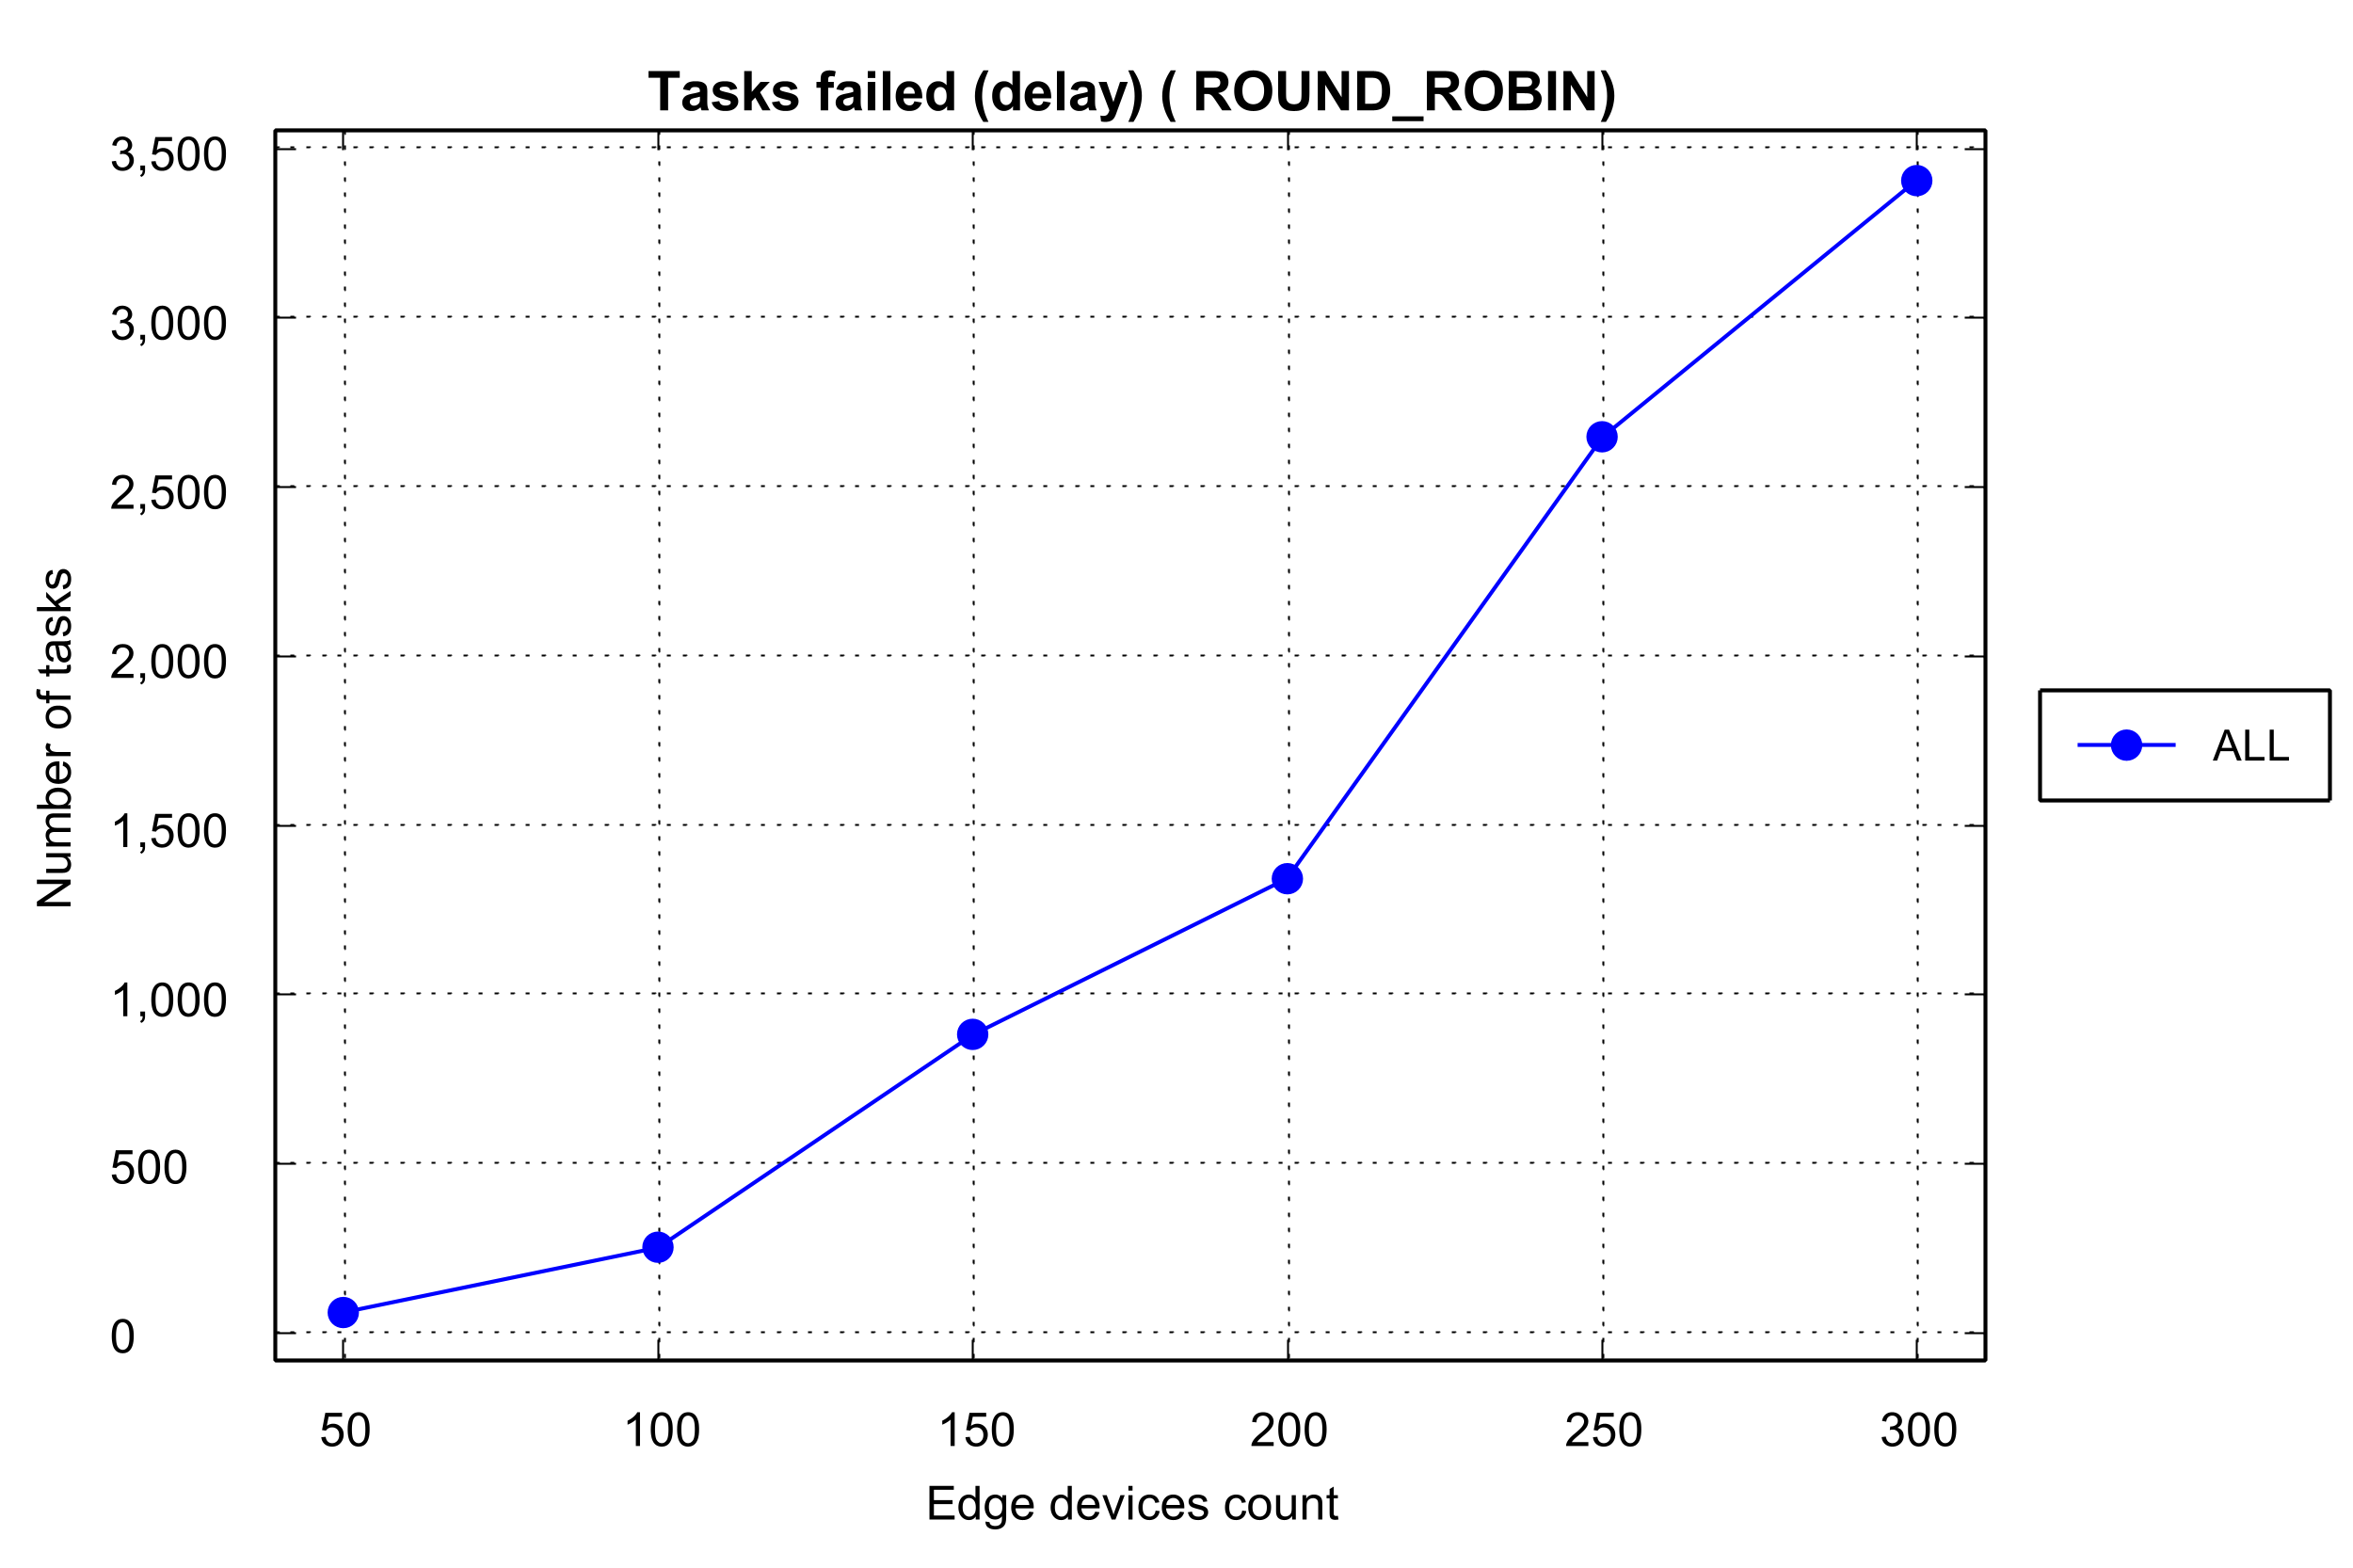 Tasks failed (delay) ( ROUND_ROBIN)
3,500
3,000
2,500
2,000
1,500
1,000
500
0
Number of tasks
50 100 150 200 250 300
Edge devices count
ALL